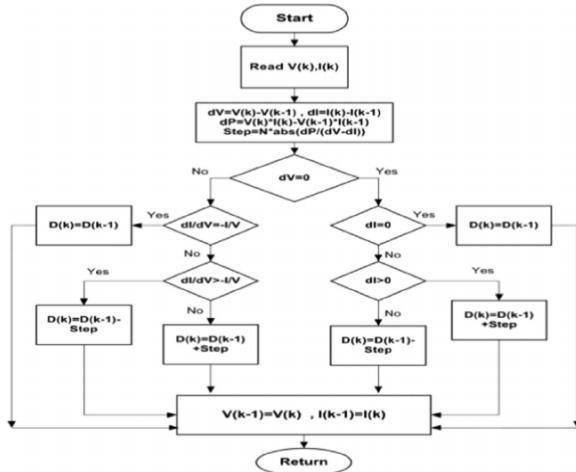 Start
Read V(k),I(k)
dV=V(k)-V(k-1) , dI=I(k)-I(k-1)
dP=V(k)*I(k)-V(k-1)*I(k-1)
Step=N*abs(dP/(dV-dI))
No
Yes
dV=0
D(k)=D(k-1)
Yes
dI/dV=-I/V
dI=0
Yes
D(k)=D(k-1)
No
No
Yes
dI/dV>-I/V
dI>0
Yes
D(k)=D(k-1)-
Step
No
D(k)=D(k-1)
+Step
No
D(k)=D(k-1)-
Step
D(k)=D(k-1)
+Step
V(k-1)=V(k) , I(k-1)=I(k)
Return